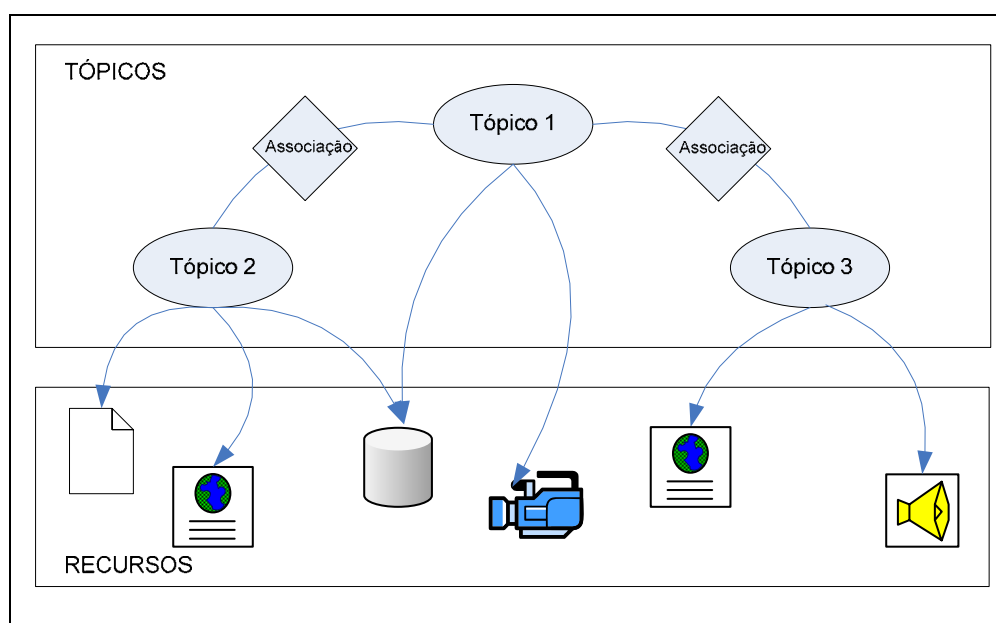 TÓPICOS
Tópico 1
Associação
Associação
Tópico 2
Tópico 3
RECURSOS